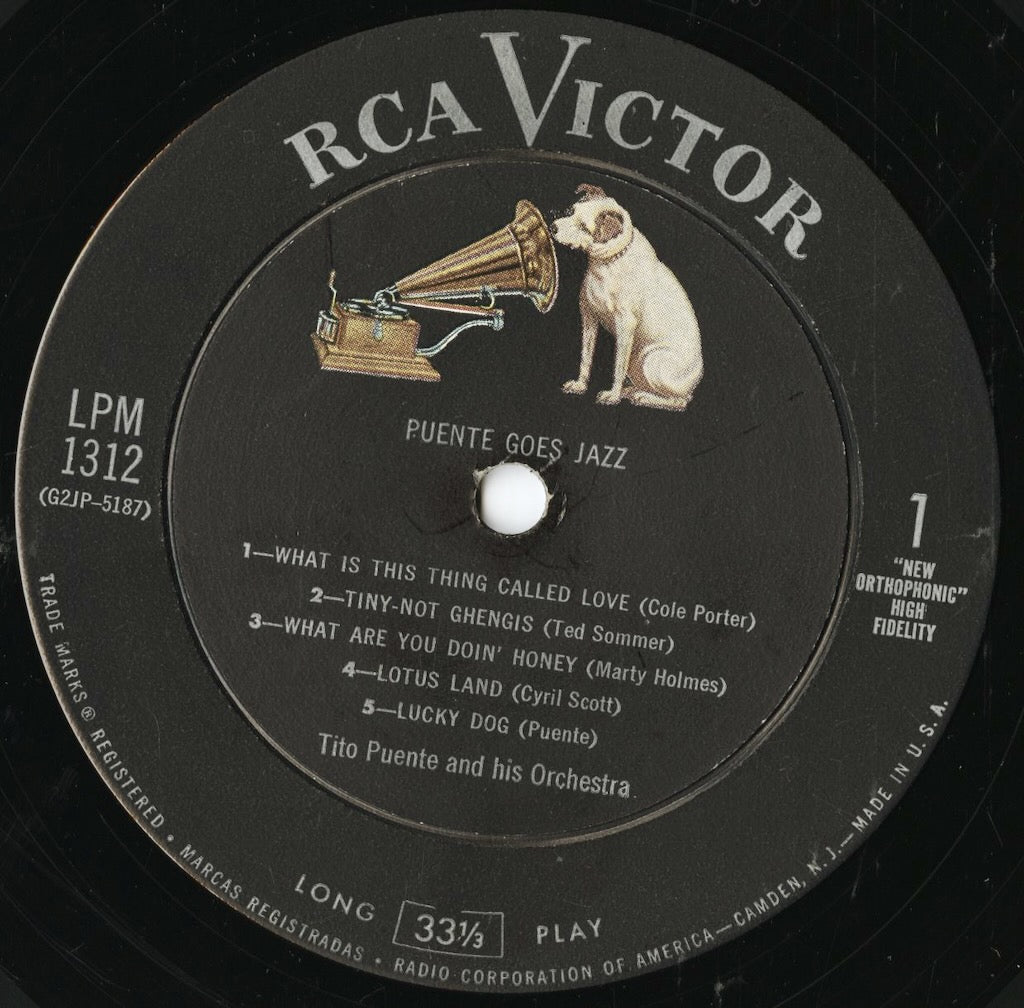 RCA VICTOR
PUENTE GOES JAZZ
LPM
1312
(G2JP-5187)
1
"NEW
ORTHOPHONIC"
HIGH
FIDELITY
1—WHAT IS THIS THING CALLED LOVE (Cole Porter)
2—TINY-NOT GHENGIS (Ted Sommer)
3—WHAT ARE YOU DOIN' HONEY (Marty Holmes)
4—LOTUS LAND (Cyril Scott)
5—LUCKY DOG (Puente)
Tito Puente and his Orchestra
LONG 33⅓ PLAY
TRADE MARKS ® REGISTERED • MARCAS REGISTRADAS • RADIO CORPORATION OF AMERICA—CAMDEN, N.J.—MADE IN U.S.A.